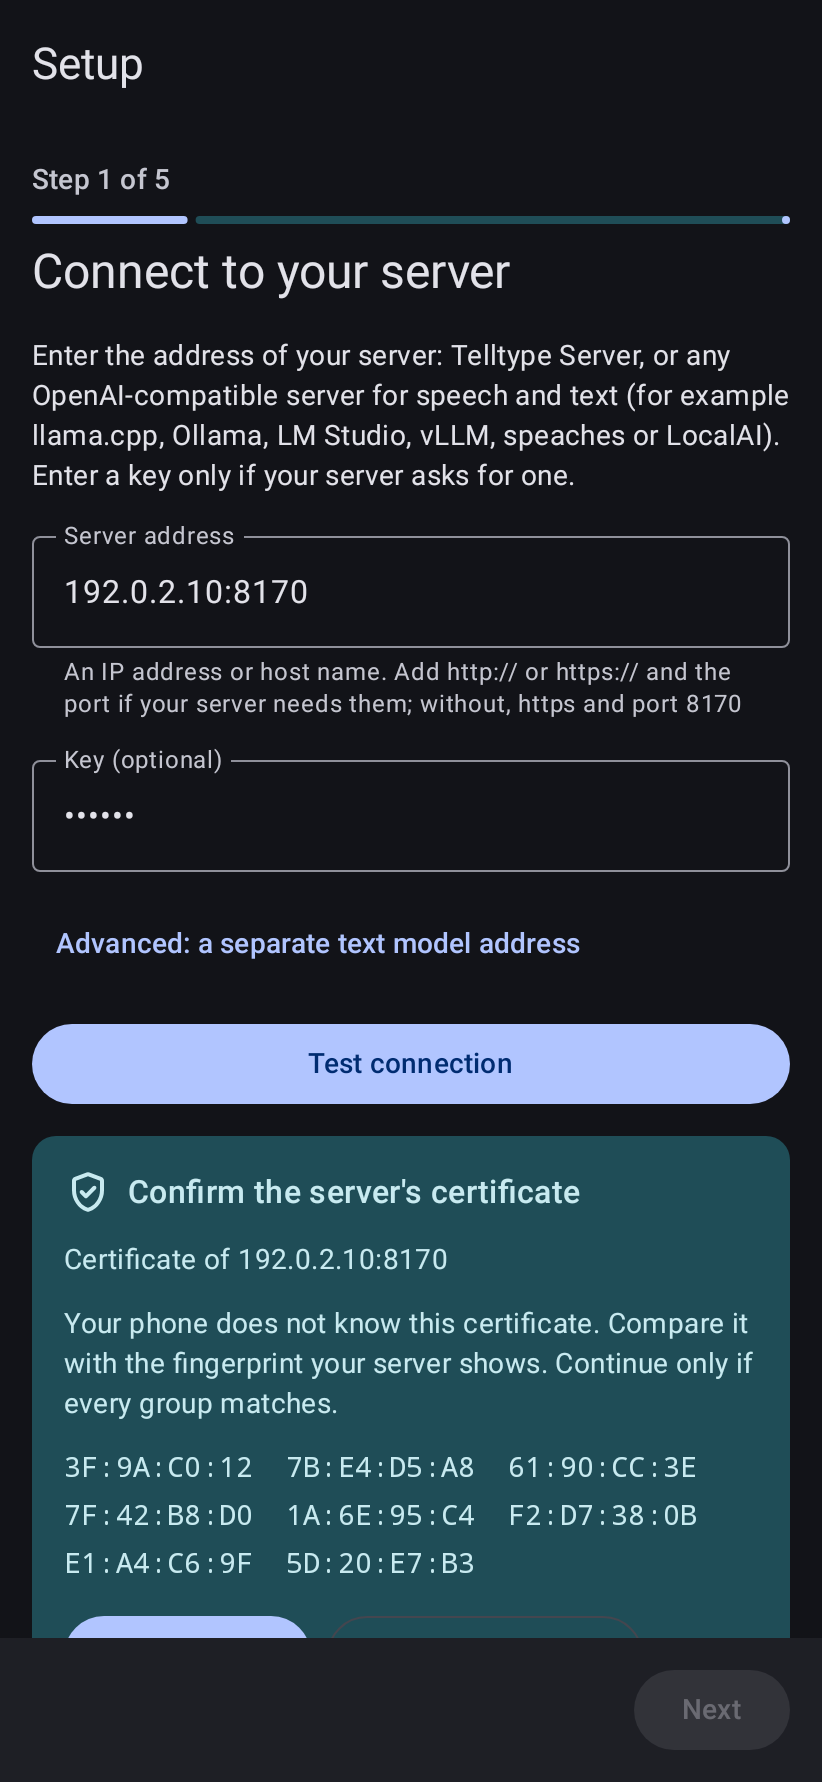 Setup
Step 1 of 5
Connect to your server
Enter the address of your server: Telltype Server, or any
OpenAI-compatible server for speech and text (for example
llama.cpp, Ollama, LM Studio, vLLM, speaches or LocalAI).
Enter a key only if your server asks for one.
Server address
192.0.2.10:8170
An IP address or host name. Add http:// or https:// and the
port if your server needs them; without, https and port 8170
Key (optional)
••••••
Advanced: a separate text model address
Test connection
Confirm the server's certificate
Certificate of 192.0.2.10:8170
Your phone does not know this certificate. Compare it
with the fingerprint your server shows. Continue only if
every group matches.
3F:9A:C0:12 7B:E4:D5:A8 61:90:CC:3E
7F:42:B8:D0 1A:6E:95:C4 F2:D7:38:0B
E1:A4:C6:9F 5D:20:E7:B3
Next